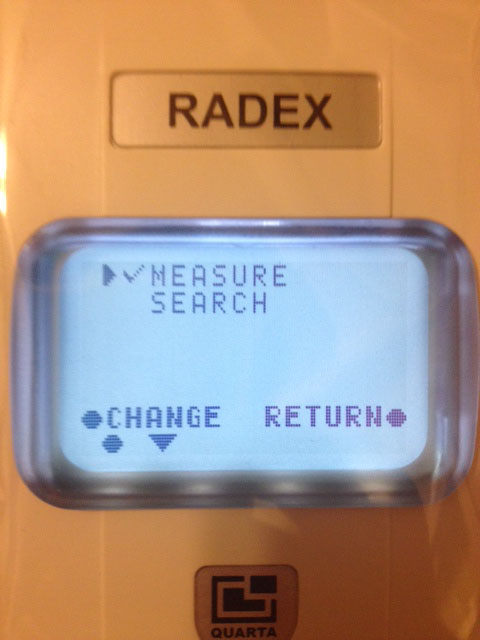 RADEX
MEASURE
SEARCH
CHANGE RETURN
QUARTA